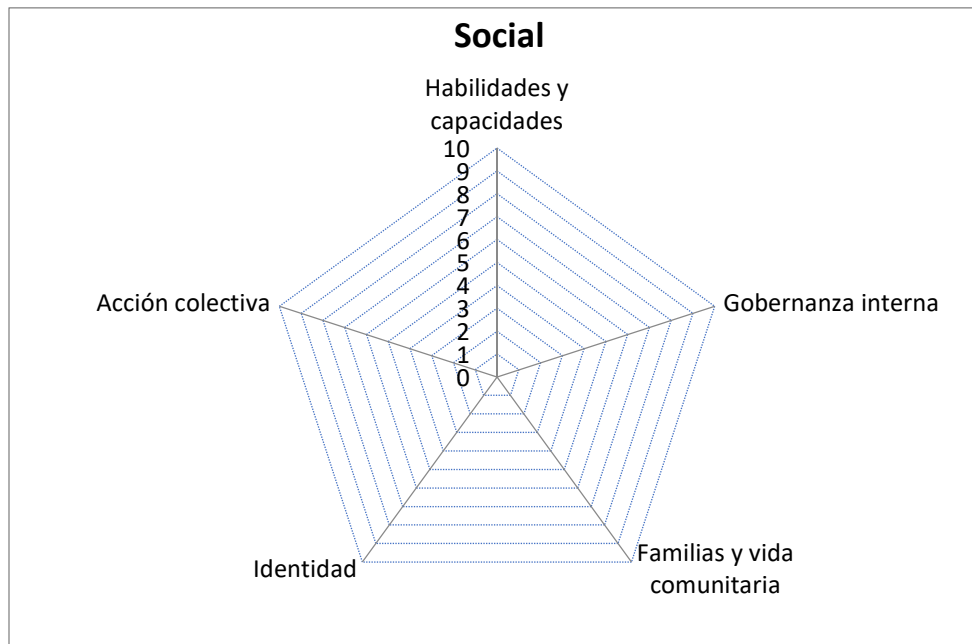 Social
Habilidades y
capacidades
10
9
8
7
6
5
4
3
2
1
0
Gobernanza interna
Familias y vida
comunitaria
Identidad
Acción colectiva